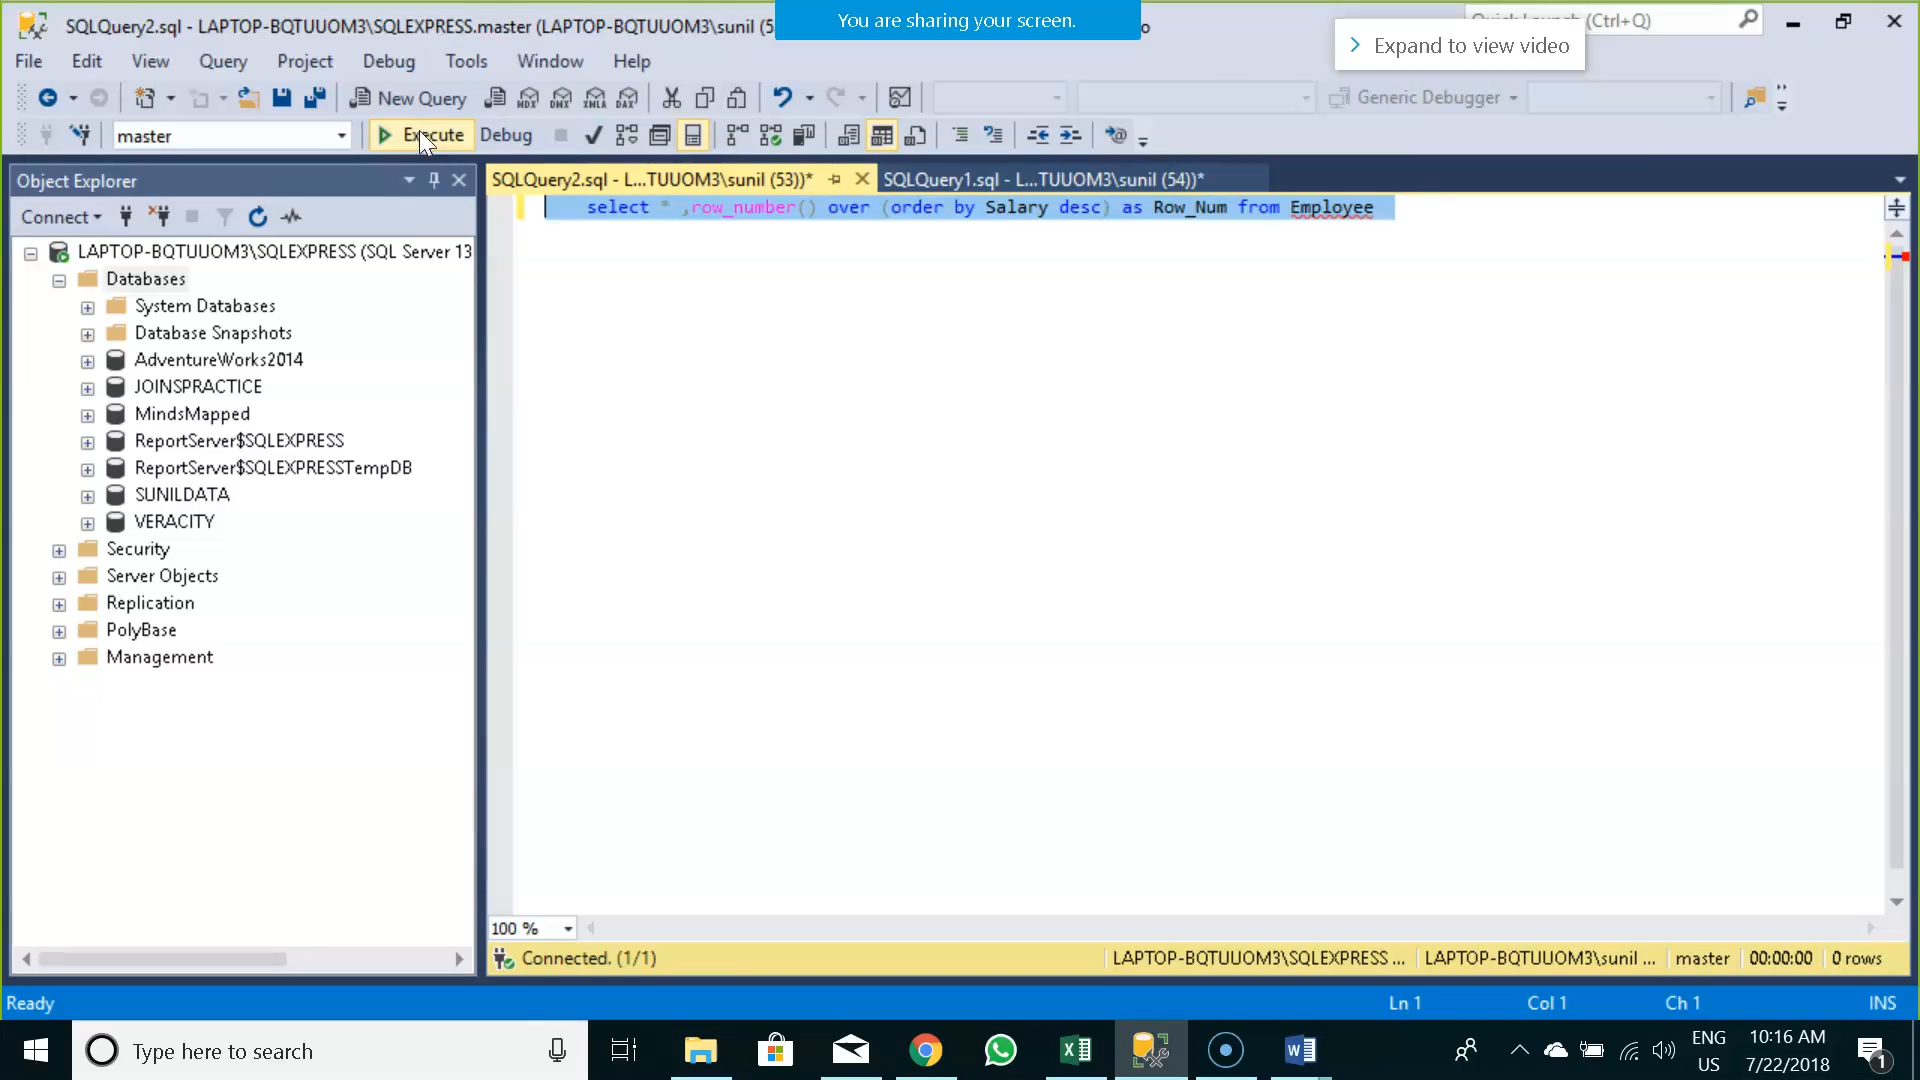 SQLQuery2.sql - LAPTOP-BQTUUOM3\SQLEXPRESS.master (LAPTOP-BQTUUOM3\sunil (5
You are sharing your screen.
(Ctrl+Q)
Expand to view video
File Edit View Query Project Debug Tools Window Help
New Query MDX DMX XMLA DAX Generic Debugger
master Execute Debug
Object Explorer
SQLQuery2.sql - L...TUUOM3\sunil (53))* SQLQuery1.sql - L...TUUOM3\sunil (54))*
Connect
select * ,row_number() over (order by Salary desc) as Row_Num from Employee
LAPTOP-BQTUUOM3\SQLEXPRESS (SQL Server 13
Databases
System Databases
Database Snapshots
AdventureWorks2014
JOINSPRACTICE
MindsMapped
ReportServer$SQLEXPRESS
ReportServer$SQLEXPRESSTempDB
SUNILDATA
VERACITY
Security
Server Objects
Replication
PolyBase
Management
100 %
Connected. (1/1) LAPTOP-BQTUUOM3\SQLEXPRESS ... LAPTOP-BQTUUOM3\sunil ... master 00:00:00 0 rows
Ready Ln 1 Col 1 Ch 1 INS
Type here to search
ENG
US
10:16 AM
7/22/2018
1